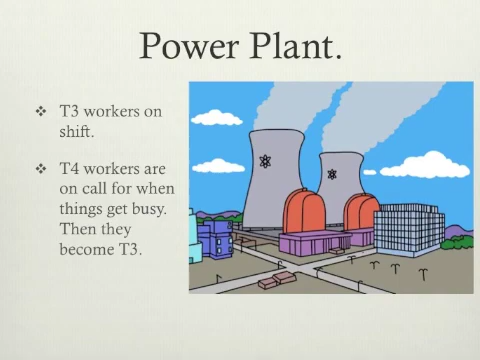 Power Plant.
T3 workers on
shift.
T4 workers are
on call for when
things get busy.
Then they
become T3.